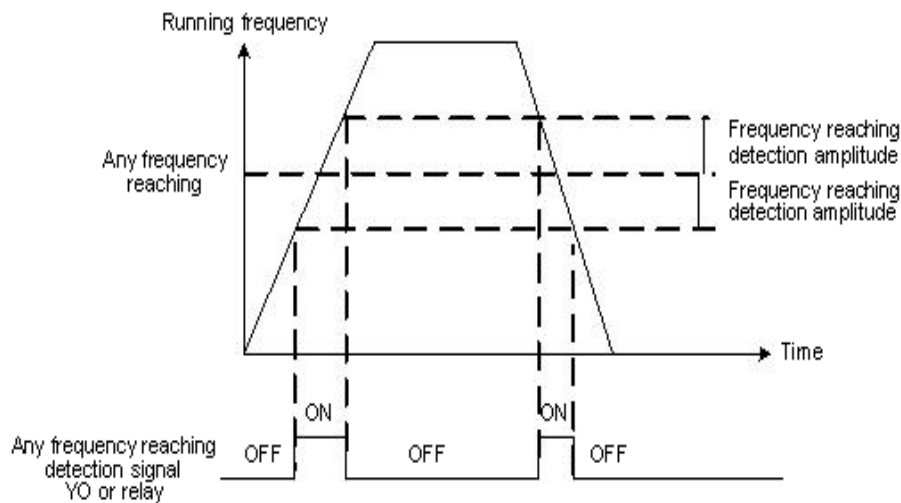 Running frequency
Frequency reaching
detection amplitude
Any frequency
reaching
Frequency reaching
detection amplitude
Time
ON
ON
Any frequency reaching
detection signal
YO or relay
OFF
OFF
OFF